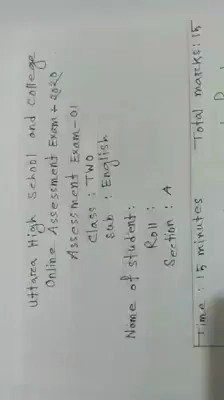 Uttara High School and College
Online Assessment Exam - 2020
Assessment Exam-01
Class : TWO
Sub : English
Name of student:
Roll :
Section : A
Time : 15 minutes Total marks: 15